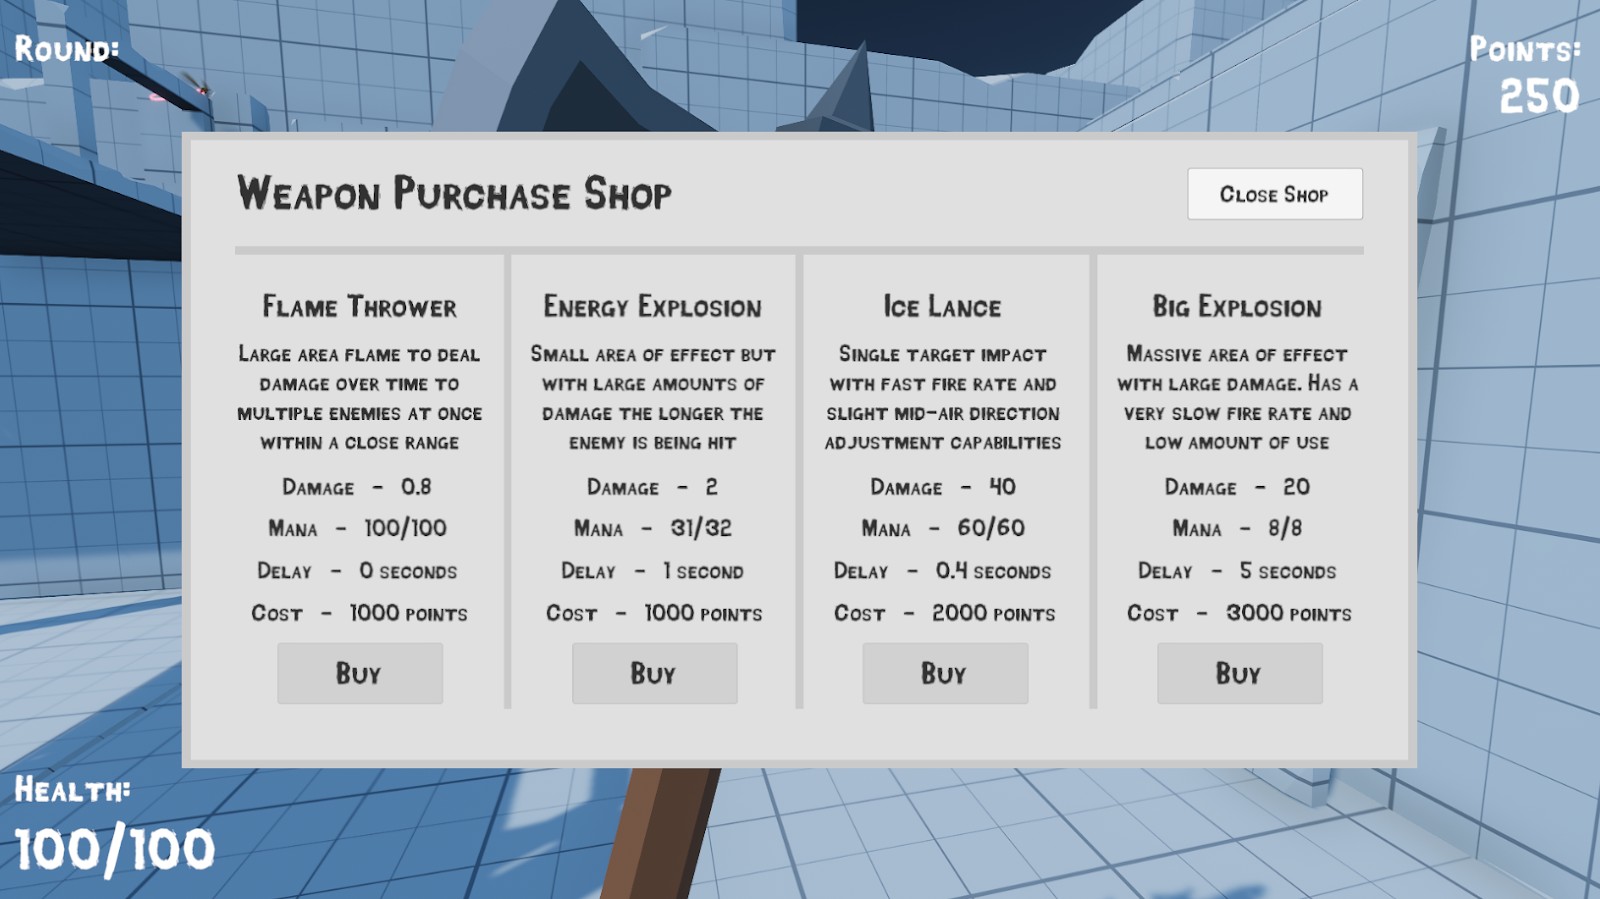 Round:
Points:
250
Weapon Purchase Shop
Close Shop
Flame Thrower
Large area flame to deal
damage over time to
multiple enemies at once
within a close range
Damage - 0.8
Mana - 100/100
Delay - 0 seconds
Cost - 1000 points
Buy
Energy Explosion
Small area of effect but
with large amounts of
damage the longer the
enemy is being hit
Damage - 2
Mana - 31/32
Delay - 1 second
Cost - 1000 points
Buy
Ice Lance
Single target impact
with fast fire rate and
slight mid-air direction
adjustment capabilities
Damage - 40
Mana - 60/60
Delay - 0.4 seconds
Cost - 2000 points
Buy
Big Explosion
Massive area of effect
with large damage. Has a
very slow fire rate and
low amount of use
Damage - 20
Mana - 8/8
Delay - 5 seconds
Cost - 3000 points
Buy
Health:
100/100